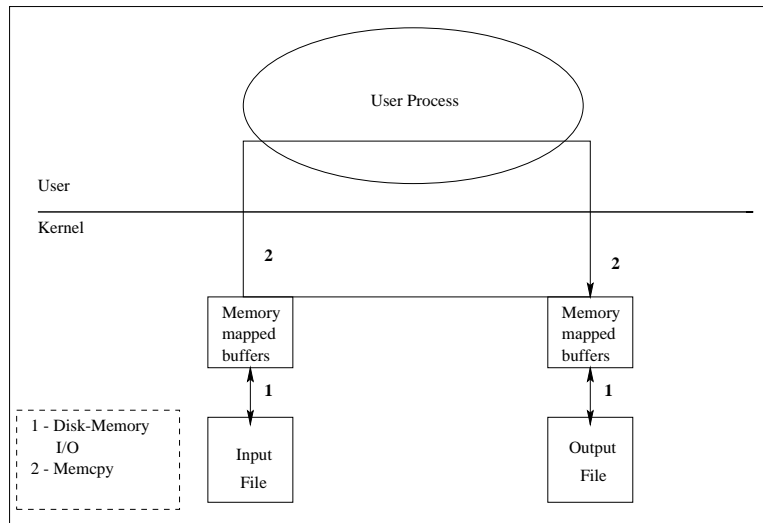 User Process
User
Kernel
2
2
Memory
mapped
buffers
Memory
mapped
buffers
1
1
1 - Disk-Memory
I/O
2 - Memcpy
Input
File
Output
File